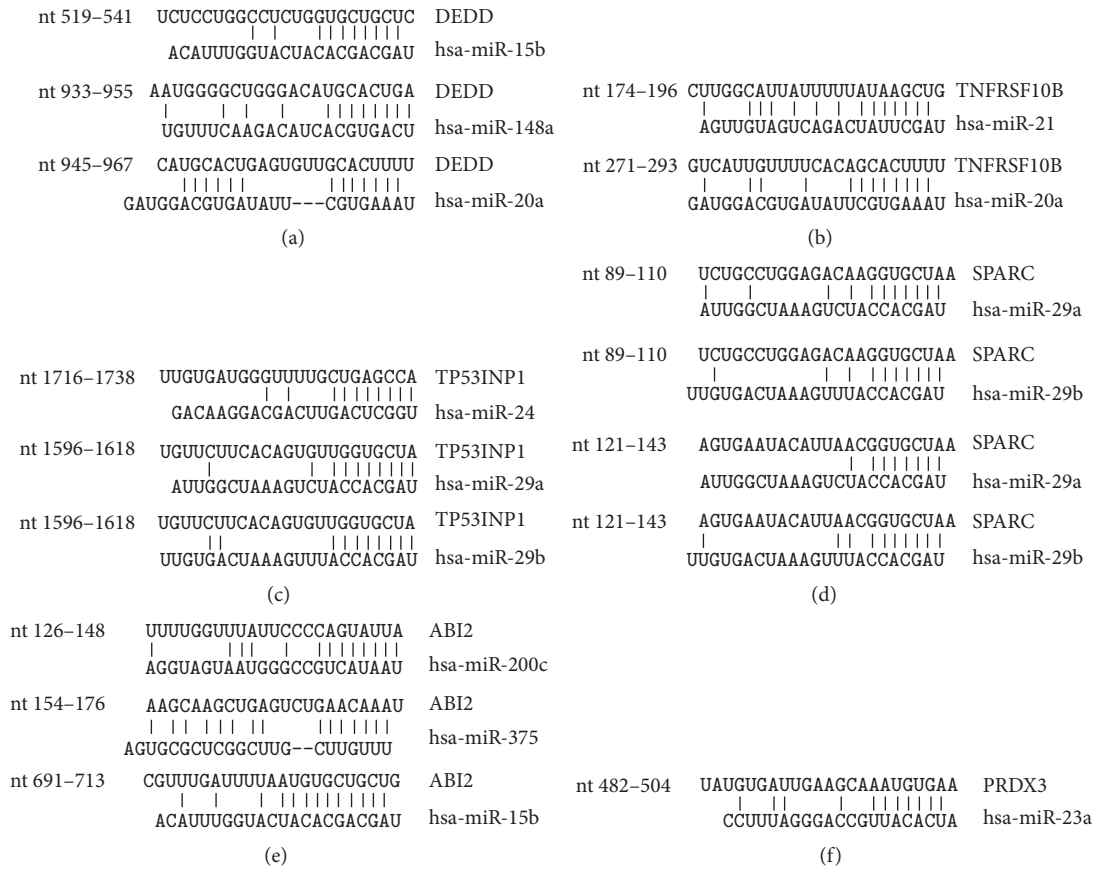 nt 519–541 UCUCCUGGCCUCUGGUGCUGCUC DEDD
ACAUUUGGUACUACACGACGAU hsa-miR-15b
nt 933–955 AAUGGGGCUGGGACAUGCACUGA DEDD
UGUUUCAAGACAUCACGUGACU hsa-miR-148a
nt 945–967 CAUGCACUGAGUGUUGCACUUUU DEDD
GAUGGACGUGAUAUU---CGUGAAAU hsa-miR-20a
(a)
nt 174–196 CUUGGCAUUAUUUUUAUAAGCUG TNFRSF10B
AGUUGUAGUCAGACUAUUCGAU hsa-miR-21
nt 271–293 GUCAUUGUUUUCACAGCACUUUU TNFRSF10B
GAUGGACGUGAUAUUCGUGAAAU hsa-miR-20a
(b)
nt 1716–1738 UUGUGAUGGGUUUUGCUGAGCCA TP53INP1
GACAAGGACGACUUGACUCGGU hsa-miR-24
nt 1596–1618 UGUUCUUCACAGUGUUGGUGCUA TP53INP1
AUUGGCUAAAGUCUACCACGAU hsa-miR-29a
nt 1596–1618 UGUUCUUCACAGUGUUGGUGCUA TP53INP1
UUGUGACUAAAGUUUACCACGAU hsa-miR-29b
(c)
nt 89–110 UCUGCCUGGAGACAAGGUGCUAA SPARC
AUUGGCUAAAGUCUACCACGAU hsa-miR-29a
nt 89–110 UCUGCCUGGAGACAAGGUGCUAA SPARC
UUGUGACUAAAGUUUACCACGAU hsa-miR-29b
nt 121–143 AGUGAAUACAUUAACGGUGCUAA SPARC
AUUGGCUAAAGUCUACCACGAU hsa-miR-29a
nt 121–143 AGUGAAUACAUUAACGGUGCUAA SPARC
UUGUGACUAAAGUUUACCACGAU hsa-miR-29b
(d)
nt 126–148 UUUUGGUUUAUUCCCCAGUAUUA ABI2
AGGUAGUAAUGGGCCGUCAUAAU hsa-miR-200c
nt 154–176 AAGCAAGCUGAGUCUGAACAAAU ABI2
AGUGCGCUCGGCUUG--CUUGUUU hsa-miR-375
nt 691–713 CGUUUGAUUUUAAUGUGCUGCUG ABI2
ACAUUUGGUACUACACGACGAU hsa-miR-15b
(e)
nt 482–504 UAUGUGAUUGAAGCAAAUGUGAA PRDX3
CCUUUAGGGACCGUUACACUA hsa-miR-23a
(f)